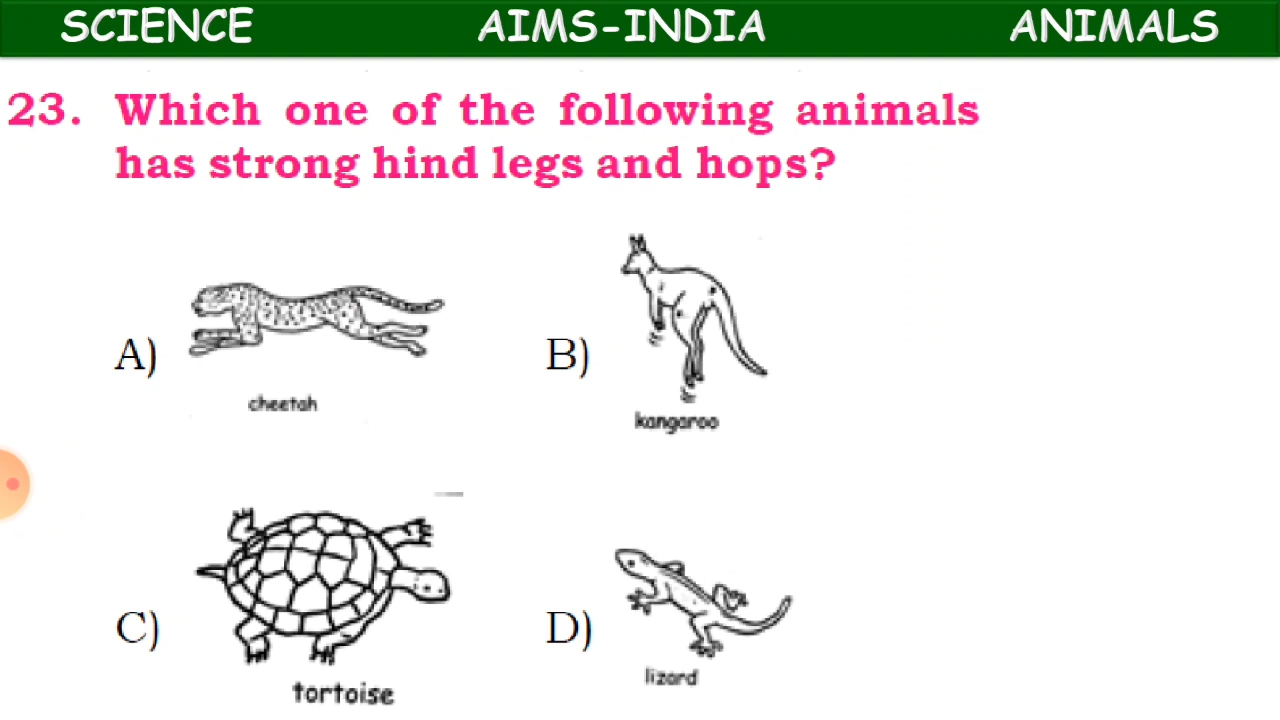 SCIENCE AIMS-INDIA ANIMALS
23. Which one of the following animals
has strong hind legs and hops?
A) B)
cheetah
kangaroo
C) D)
lizard
tortoise